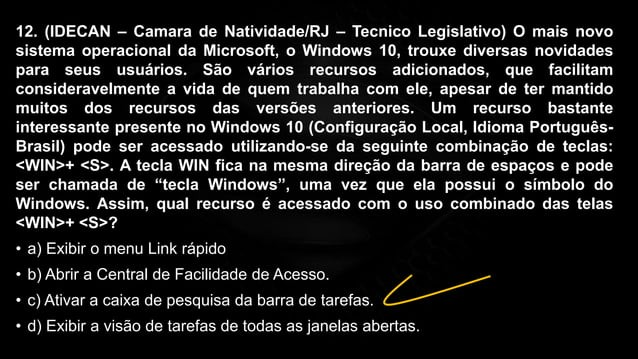 12. (IDECAN – Camara de Natividade/RJ – Tecnico Legislativo) O mais novo
sistema operacional da Microsoft, o Windows 10, trouxe diversas novidades
para seus usuários. São vários recursos adicionados, que facilitam
consideravelmente a vida de quem trabalha com ele, apesar de ter mantido
muitos dos recursos das versões anteriores. Um recurso bastante
interessante presente no Windows 10 (Configuração Local, Idioma Português-
Brasil) pode ser acessado utilizando-se da seguinte combinação de teclas:
<WIN>+ <S>. A tecla WIN fica na mesma direção da barra de espaços e pode
ser chamada de “tecla Windows”, uma vez que ela possui o símbolo do
Windows. Assim, qual recurso é acessado com o uso combinado das telas
<WIN>+ <S>?
• a) Exibir o menu Link rápido
• b) Abrir a Central de Facilidade de Acesso.
• c) Ativar a caixa de pesquisa da barra de tarefas.
• d) Exibir a visão de tarefas de todas as janelas abertas.